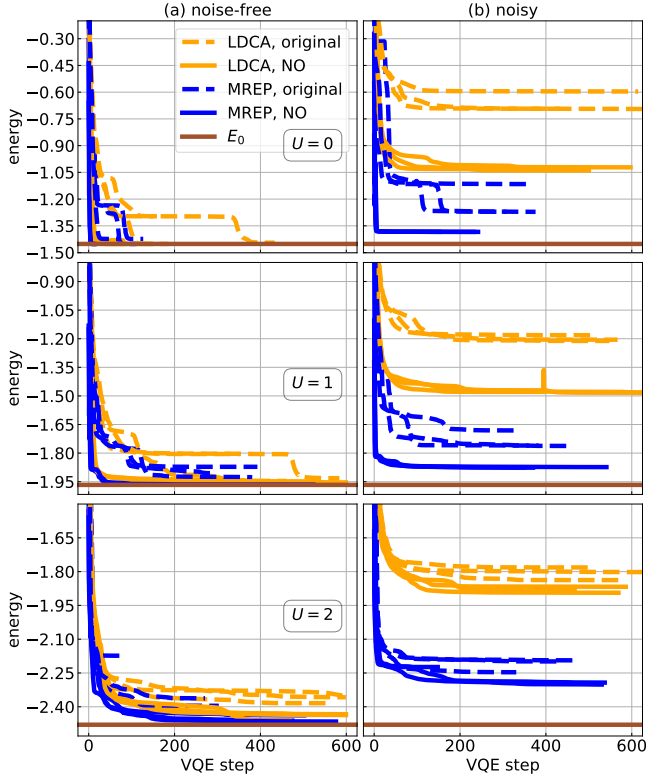 (a) noise-free
(b) noisy
energy
−0.30
−0.45
−0.60
−0.75
−0.90
−1.05
−1.20
−1.35
−1.50
LDCA, original
LDCA, NO
MREP, original
MREP, NO
E₀
U = 0
energy
−0.90
−1.05
−1.20
−1.35
−1.50
−1.65
−1.80
−1.95
U = 1
energy
−1.65
−1.80
−1.95
−2.10
−2.25
−2.40
U = 2
0 200 400 600
0 200 400 600
VQE step
VQE step